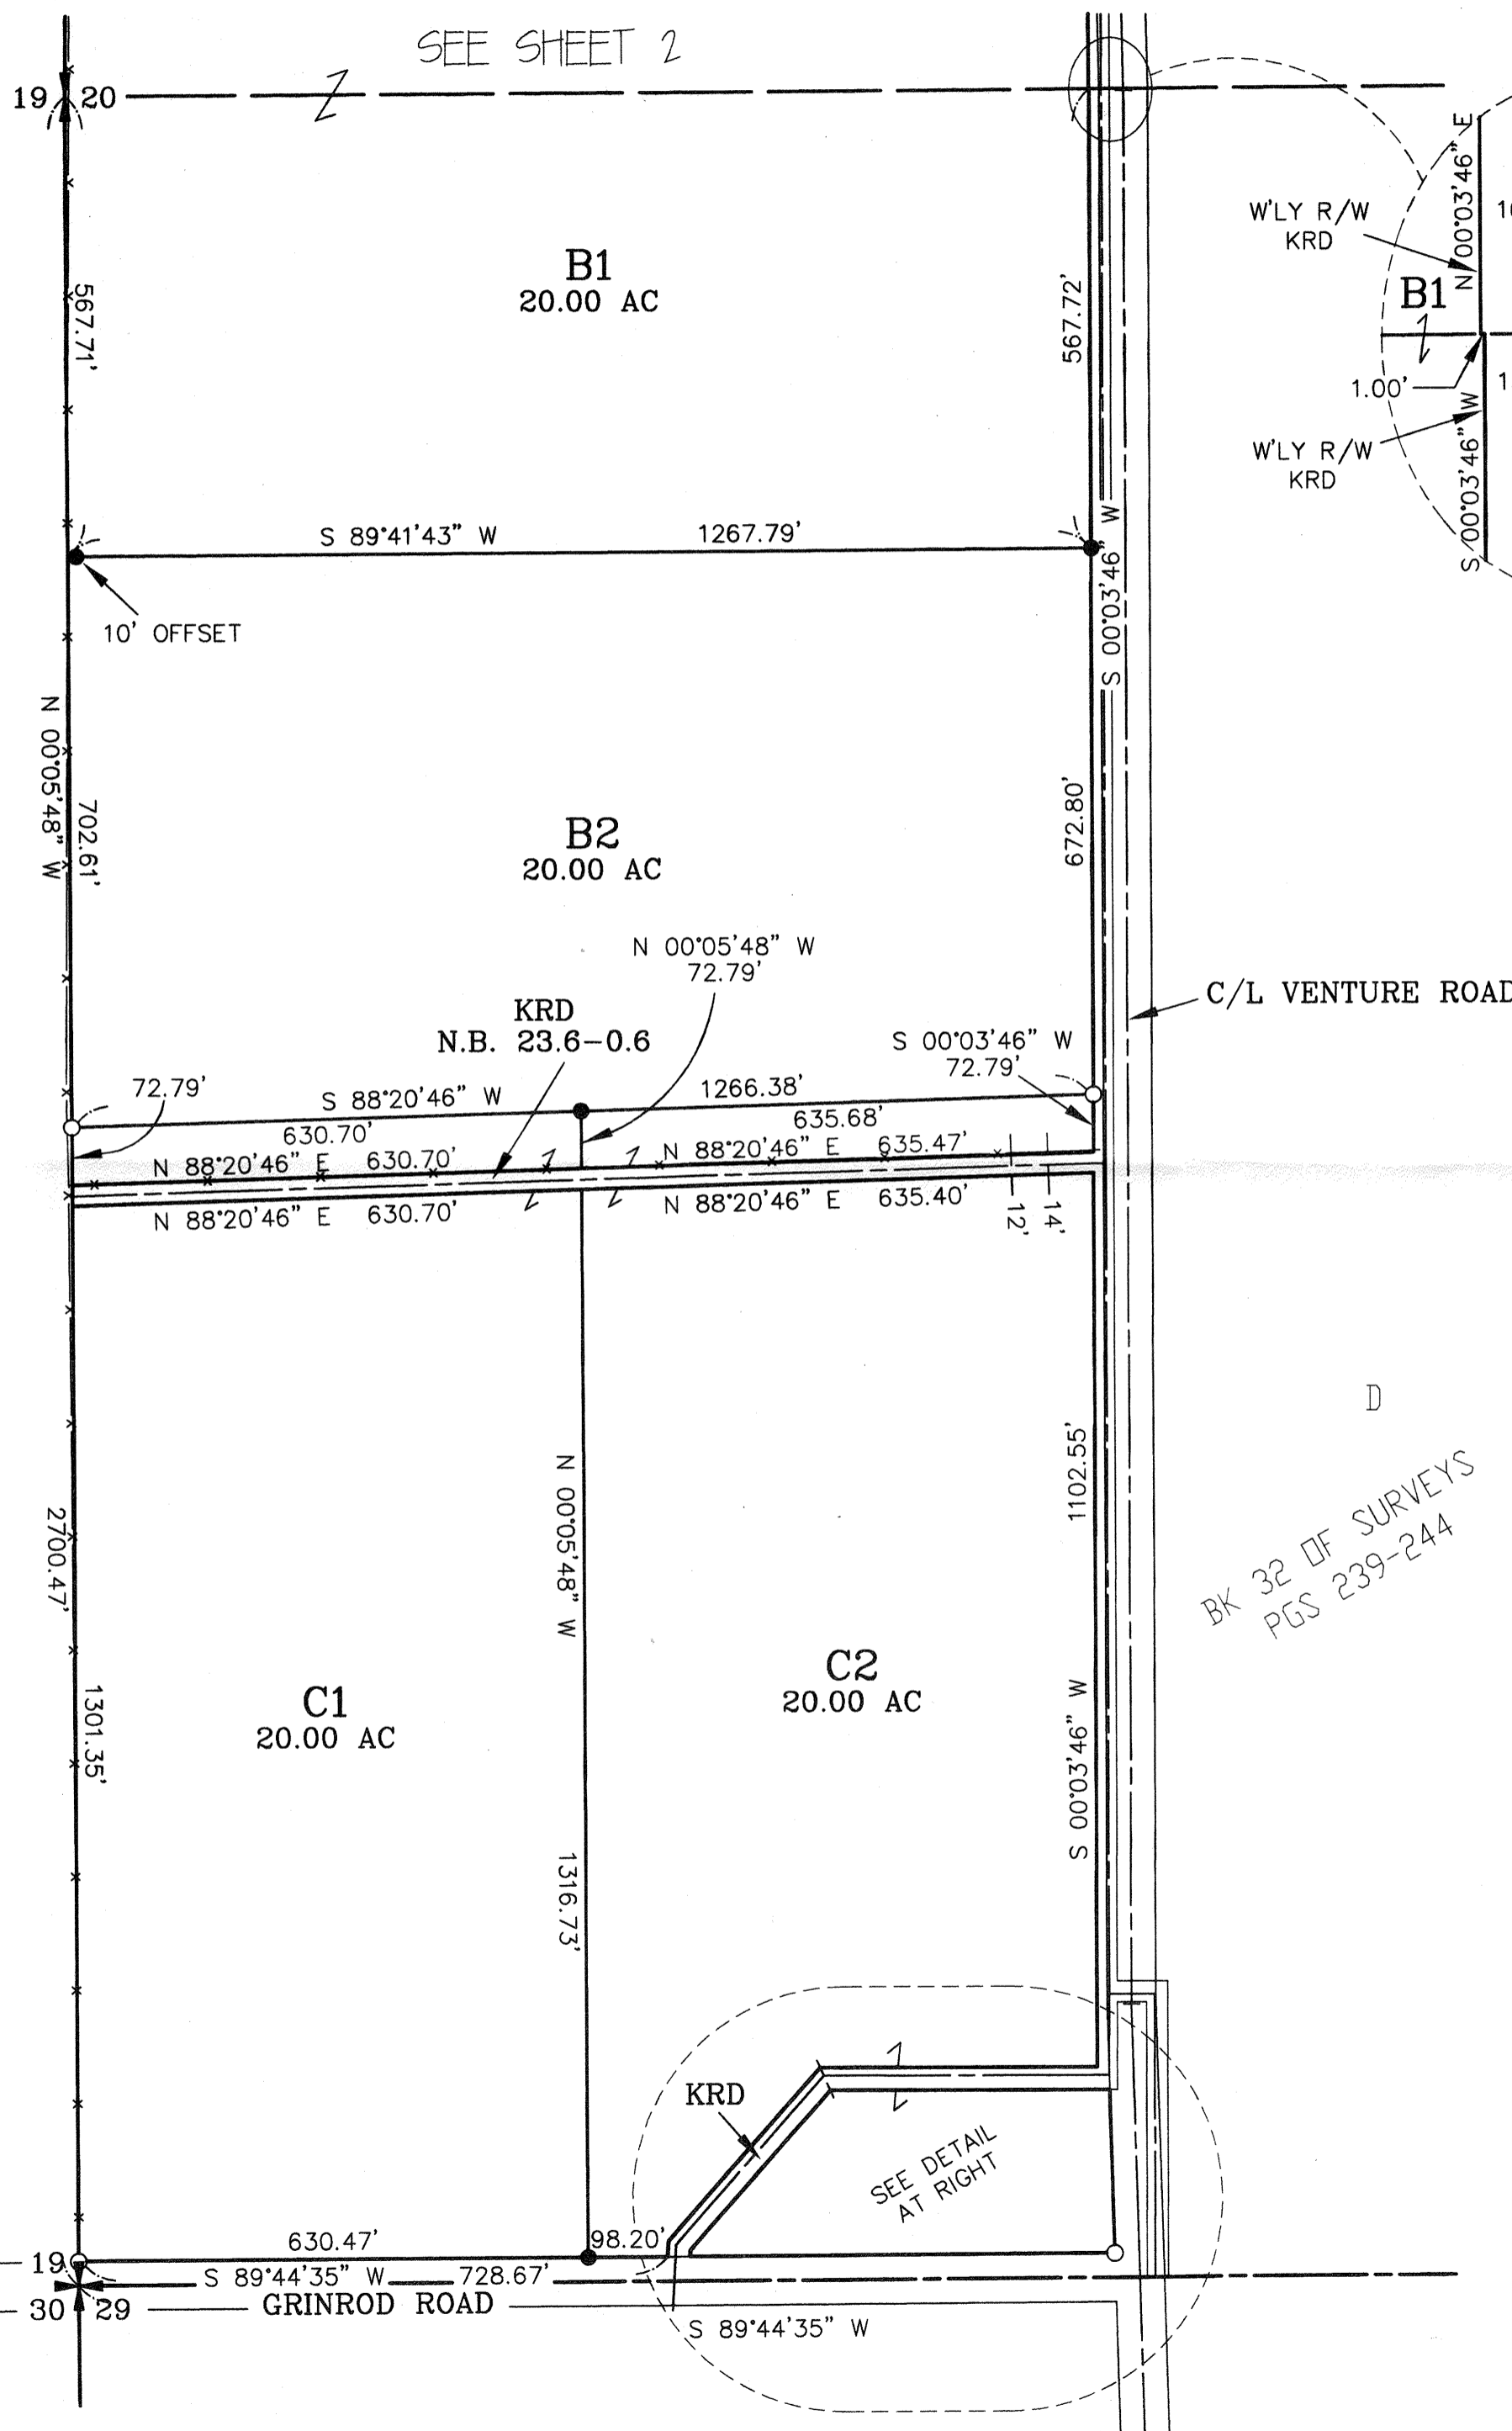 SEE SHEET 2
19 20
B1
20.00 AC
567.71'
567.72'
N 00°03'46" E
W'LY R/W
KRD
B1
1.00'
W'LY R/W
KRD
S 00°03'46" W
S 89°41'43" W 1267.79'
10' OFFSET
S 00°03'46" W
N 00°05'48" W
702.61'
B2
20.00 AC
672.80'
N 00°05'48" W
72.79'
C/L VENTURE ROAD
KRD
N.B. 23.6-0.6
S 00°03'46" W
72.79'
72.79'
S 88°20'46" W 1266.38'
630.70' 635.68'
N 88°20'46" E 630.70' N 88°20'46" E 635.47'
N 88°20'46" E 630.70' N 88°20'46" E 635.40'
12' 14'
D
BK 32 OF SURVEYS
PGS 239-244
N 00°05'48" W
1102.55'
2700.47'
1301.35'
C1
20.00 AC
C2
20.00 AC
S 00°03'46" W
1316.73'
KRD
SEE DETAIL
AT RIGHT
630.47' 98.20'
19
S 89°44'35" W 728.67'
30 29 GRINROD ROAD
S 89°44'35" W